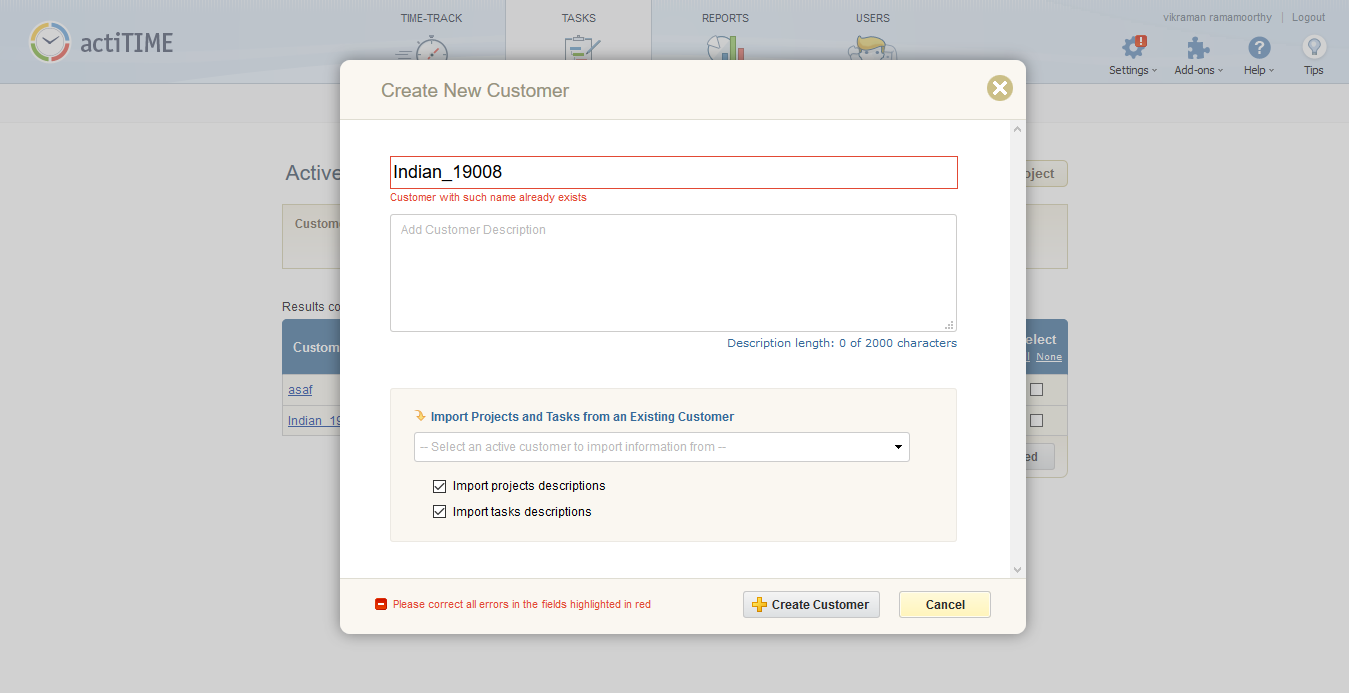 TIME-TRACK TASKS REPORTS USERS vikraman ramamoorthy Logout
actiTIME
Settings Add-ons Help Tips
Create New Customer
Active oject
Indian_19008
Customer with such name already exists
Custom Add Customer Description
Results co
Description length: 0 of 2000 characters
Custom elect
None
asaf
Import Projects and Tasks from an Existing Customer
Indian_19
-- Select an active customer to import information from --
ed
Import projects descriptions
Import tasks descriptions
Please correct all errors in the fields highlighted in red Create Customer Cancel